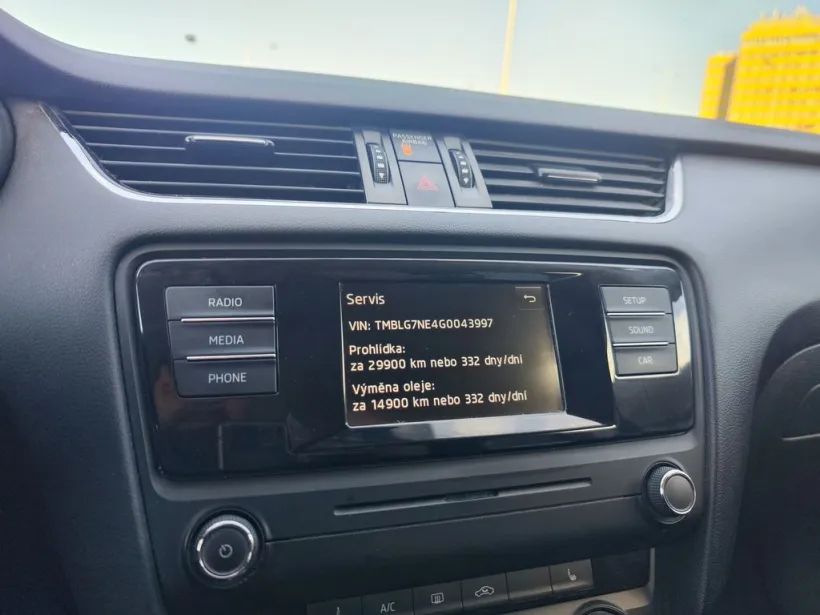 PASSENGER
AIRBAG
RADIO
MEDIA
PHONE
Servis
VIN: TMBLG7NE4G0043997
Prohlídka:
za 29900 km nebo 332 dny/dní
Výměna oleje:
za 14900 km nebo 332 dny/dní
SETUP
SOUND
CAR
A/C